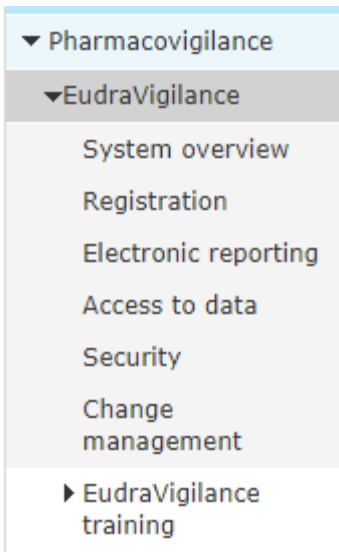 Pharmacovigilance
EudraVigilance
System overview
Registration
Electronic reporting
Access to data
Security
Change
management
EudraVigilance
training